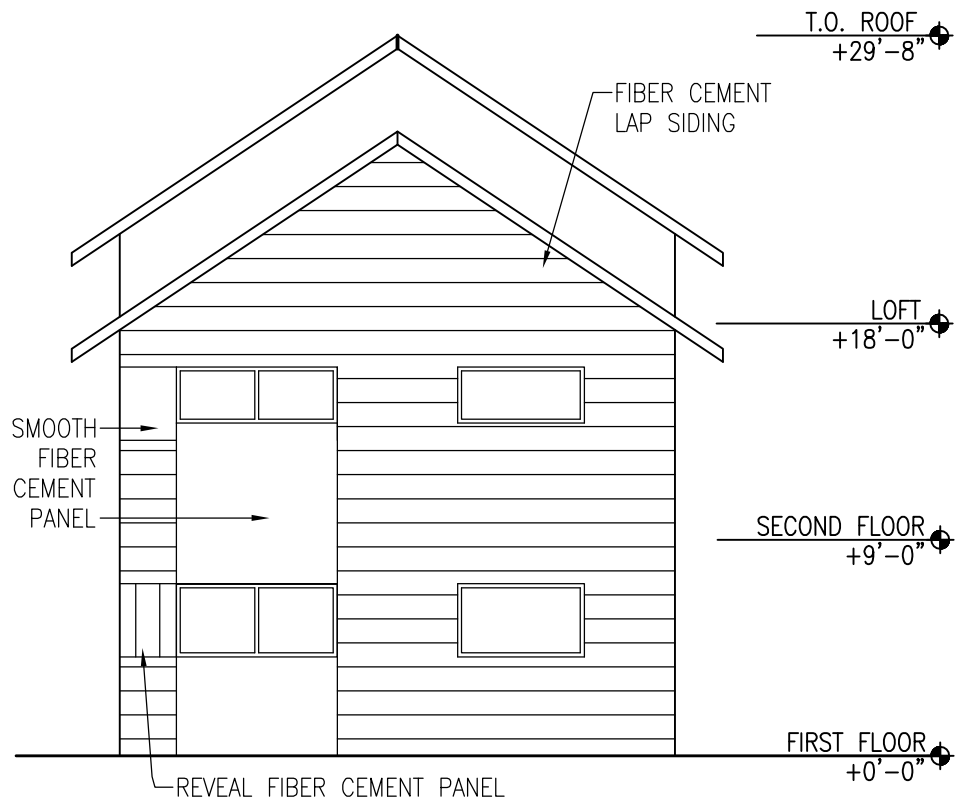 T.O. ROOF
+29'-8"
FIBER CEMENT
LAP SIDING
LOFT
+18'-0"
SMOOTH
FIBER
CEMENT
PANEL
SECOND FLOOR
+9'-0"
FIRST FLOOR
+0'-0"
REVEAL FIBER CEMENT PANEL